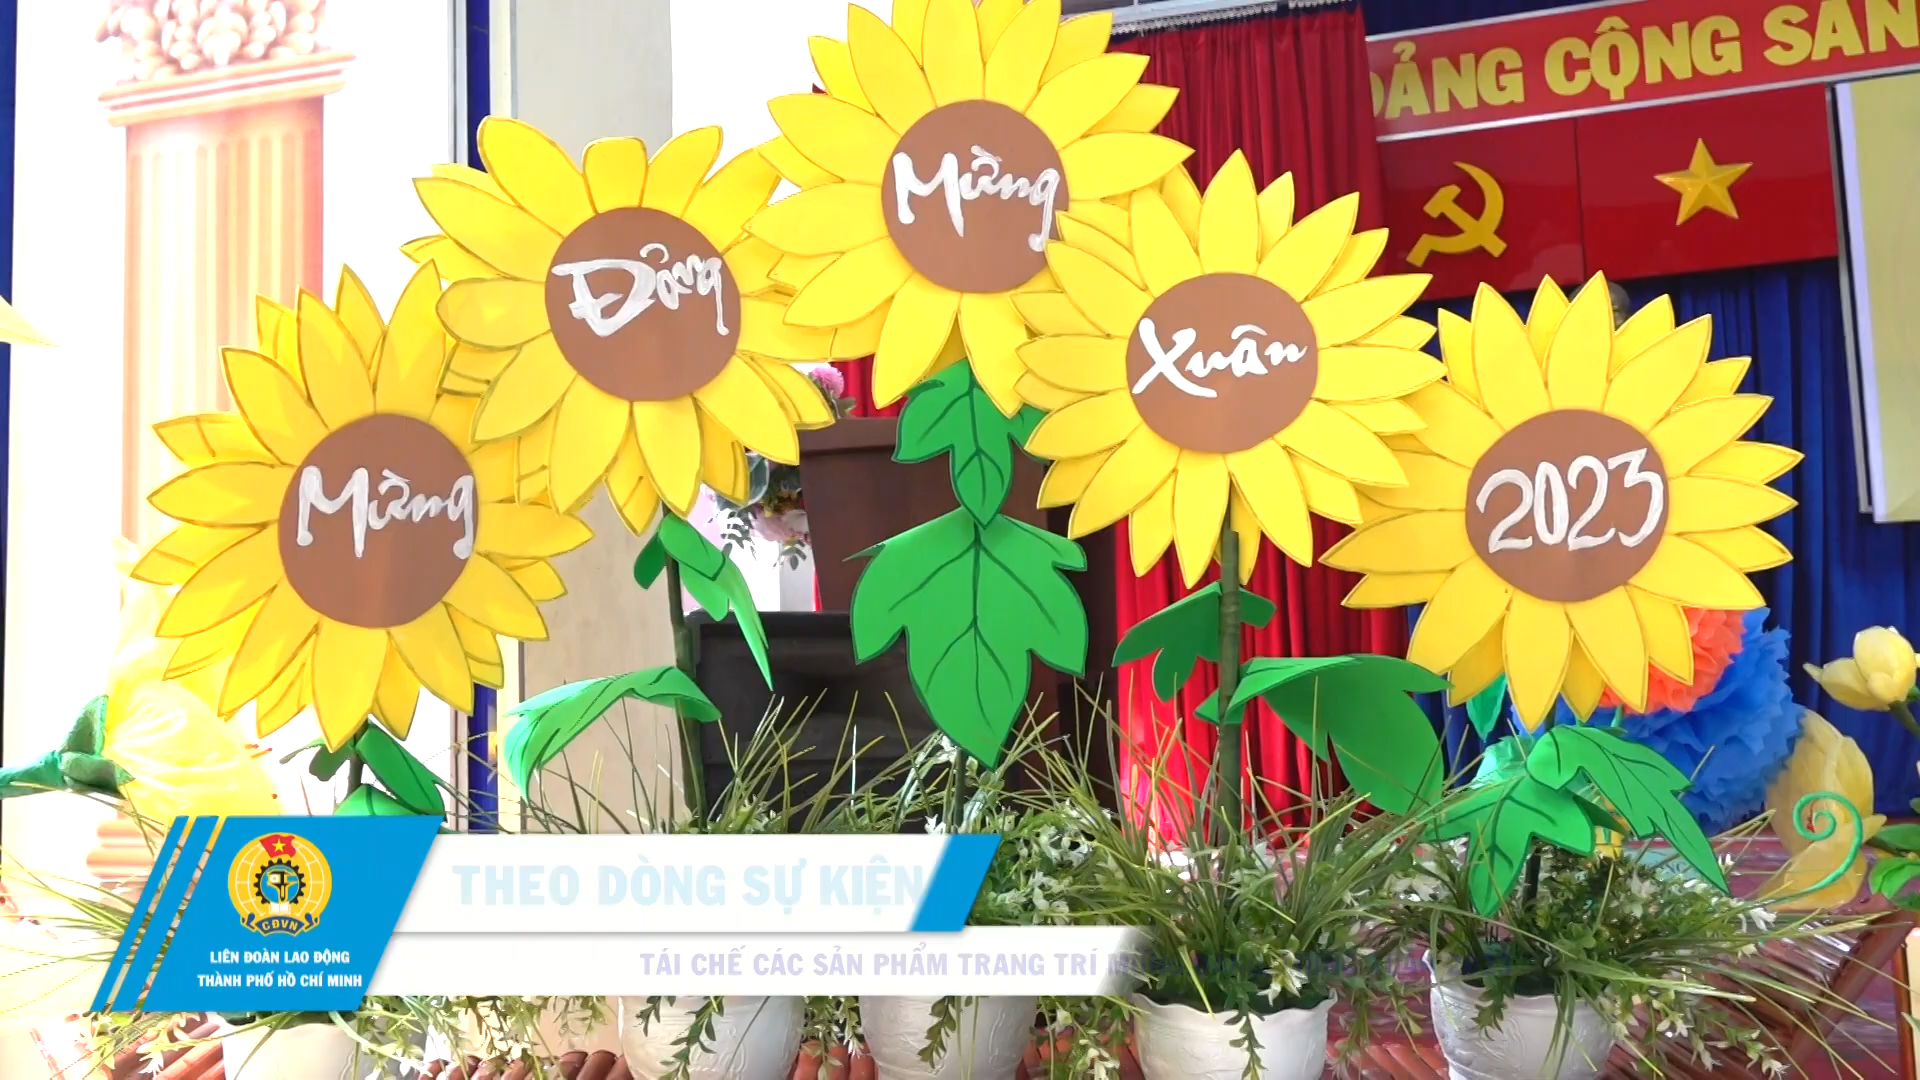 ĐẢNG CỘNG SẢN
Mừng
Đảng
Mừng
Xuân
2023
CĐVN
LIÊN ĐOÀN LAO ĐỘNG
THÀNH PHỐ HỒ CHÍ MINH
THEO DÒNG SỰ KIỆN
TÁI CHẾ CÁC SẢN PHẨM TRANG TRÍ